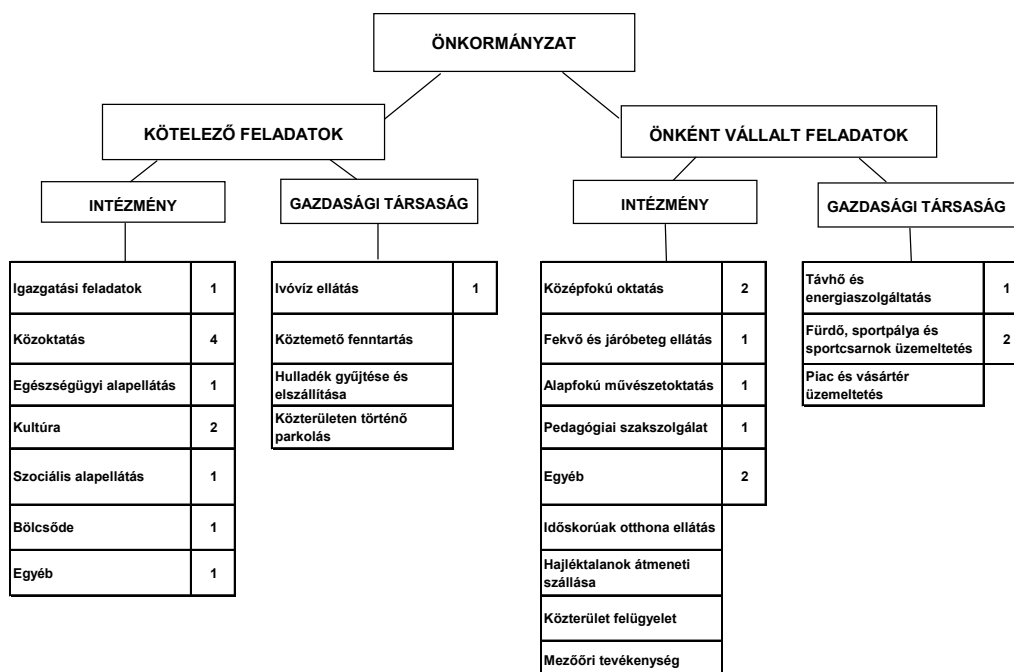 ÖNKORMÁNYZAT
KÖTELEZŐ FELADATOK
ÖNKÉNT VÁLLALT FELADATOK
INTÉZMÉNY
GAZDASÁGI TÁRSASÁG
INTÉZMÉNY
GAZDASÁGI TÁRSASÁG
Igazgatási feladatok 1
Közoktatás 4
Egészségügyi alapellátás 1
Kultúra 2
Szociális alapellátás 1
Bölcsőde 1
Egyéb 1
Ivóvíz ellátás 1
Köztemető fenntartás
Hulladék gyűjtése és
elszállítása
Közterületen történő
parkolás
Középfokú oktatás 2
Fekvő és járóbeteg ellátás 1
Alapfokú művészetoktatás 1
Pedagógiai szakszolgálat 1
Egyéb 2
Időskorúak otthona ellátás
Hajléktalanok átmeneti
szállása
Közterület felügyelet
Mezőőri tevékenység
Távhő és
energiaszolgáltatás 1
Fürdő, sportpálya és
sportcsarnok üzemeltetés 2
Piac és vásártér
üzemeltetés